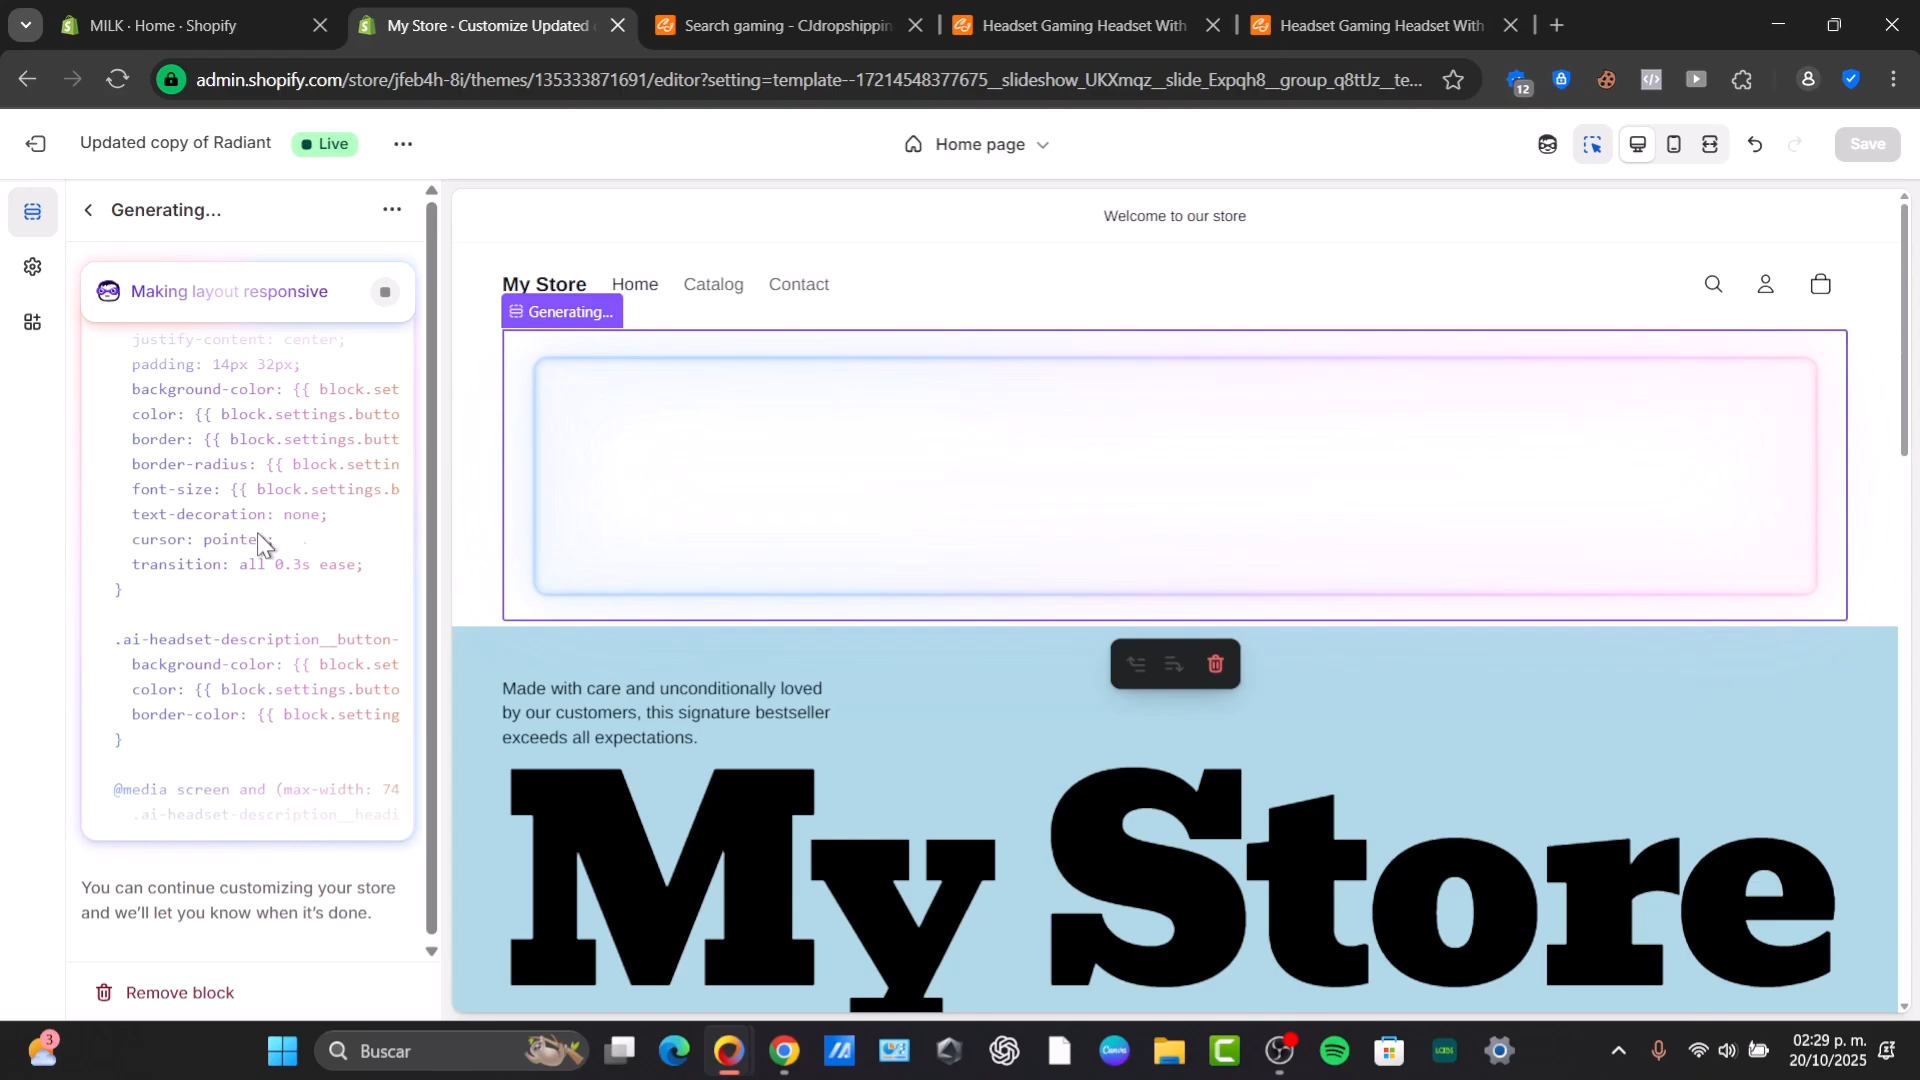 MILK · Home · Shopify
My Store · Customize Updated
Search gaming - CJdropshippin
Headset Gaming Headset With
Headset Gaming Headset With
admin.shopify.com/store/jfeb4h-8i/themes/135333871691/editor?setting=template--17214548377675__slideshow_UKXmqz__slide_Expqh8__group_q8ttJz__te...
12
Updated copy of Radiant
Live
Home page
Save
Generating...
Making layout responsive
justify-content: center;
padding: 14px 32px;
background-color: {{ block.set
color: {{ block.settings.butto
border: {{ block.settings.butt
border-radius: {{ block.settin
font-size: {{ block.settings.b
text-decoration: none;
cursor: pointer;
transition: all 0.3s ease;
}
.ai-headset-description__button-
background-color: {{ block.set
color: {{ block.settings.butto
border-color: {{ block.setting
}
@media screen and (max-width: 74
.ai-headset-description__headi
You can continue customizing your store
and we'll let you know when it's done.
Remove block
Welcome to our store
My Store
Home
Catalog
Contact
Generating...
Made with care and unconditionally loved
by our customers, this signature bestseller
exceeds all expectations.
My Store
3
Buscar
Canva
LABS
02:29 p. m.
20/10/2025